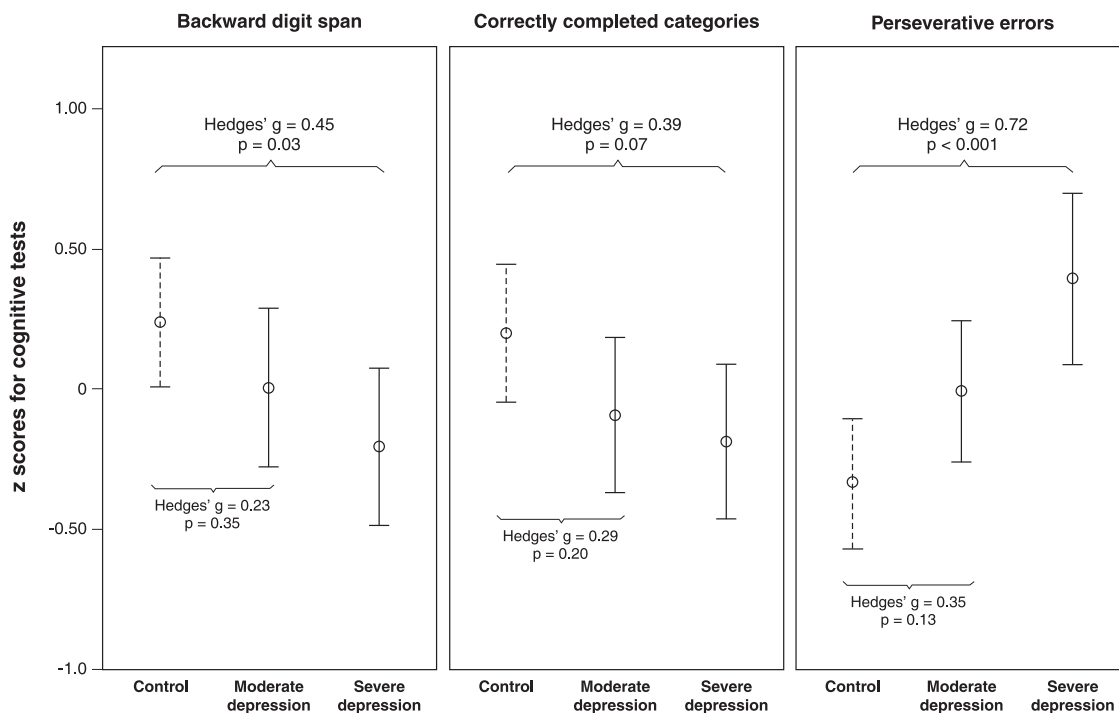 Backward digit span
Correctly completed categories
Perseverative errors
z scores for cognitive tests
1.00
0.50
0
-0.50
-1.0
Hedges' g = 0.45
p = 0.03
Hedges' g = 0.23
p = 0.35
Control
Moderate
depression
Severe
depression
Hedges' g = 0.39
p = 0.07
Hedges' g = 0.29
p = 0.20
Control
Moderate
depression
Severe
depression
Hedges' g = 0.72
p < 0.001
Hedges' g = 0.35
p = 0.13
Control
Moderate
depression
Severe
depression